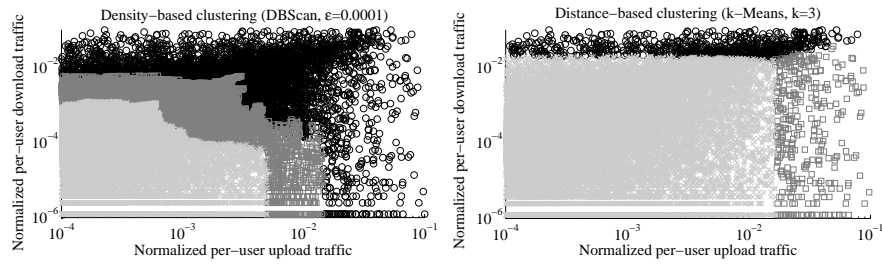 Density−based clustering (DBScan, ε=0.0001)
Normalized per−user download traffic
10−2
10−4
10−6
10−4
10−3
10−2
10−1
Normalized per−user upload traffic
Distance−based clustering (k−Means, k=3)
Normalized per−user download traffic
10−2
10−4
10−6
10−4
10−2
10−1
Normalized per−user upload traffic